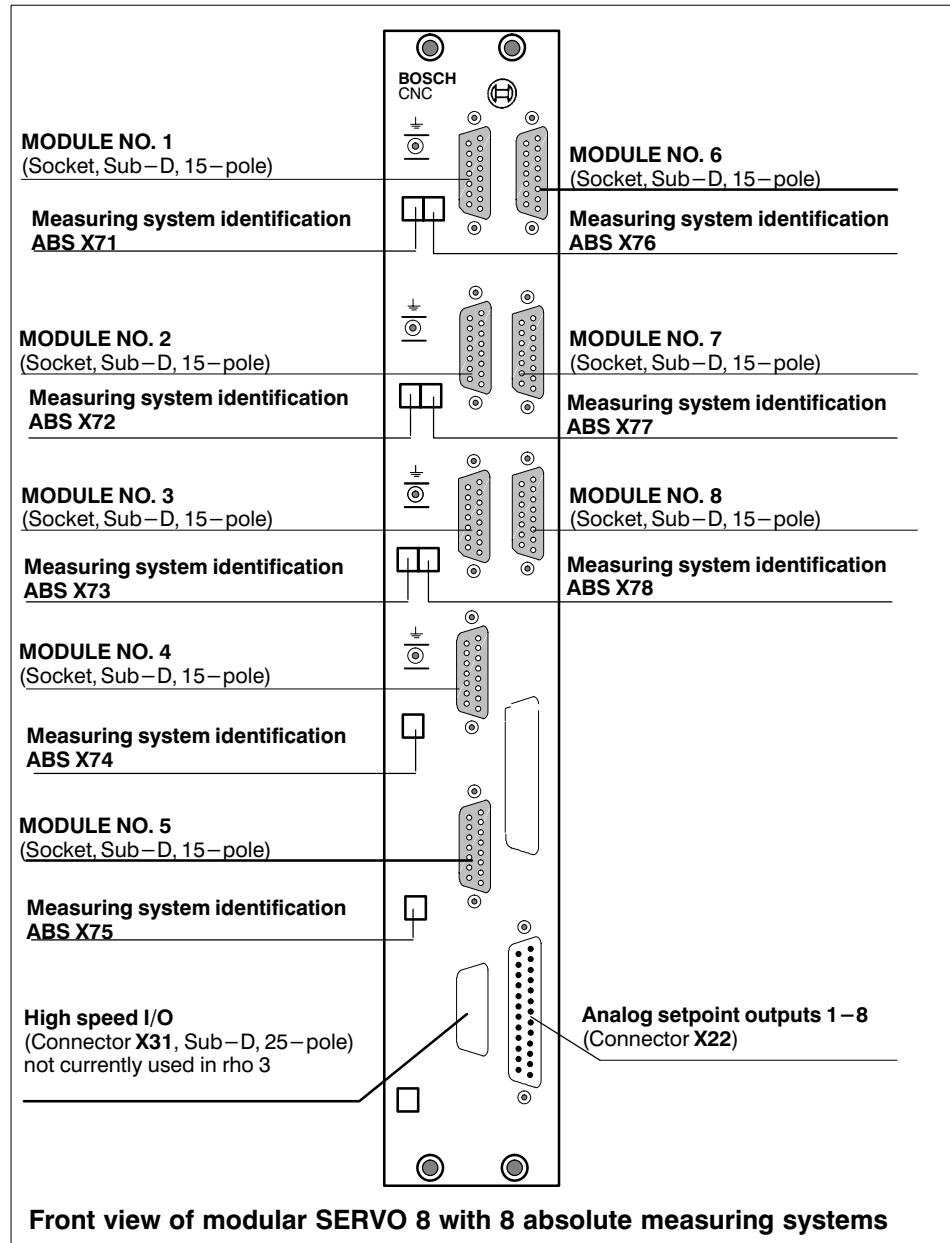 BOSCH
CNC
MODULE NO. 1
(Socket, Sub−D, 15−pole)
Measuring system identification
ABS X71
MODULE NO. 6
(Socket, Sub−D, 15−pole)
Measuring system identification
ABS X76
MODULE NO. 2
(Socket, Sub−D, 15−pole)
Measuring system identification
ABS X72
MODULE NO. 7
(Socket, Sub−D, 15−pole)
Measuring system identification
ABS X77
MODULE NO. 3
(Socket, Sub−D, 15−pole)
Measuring system identification
ABS X73
MODULE NO. 8
(Socket, Sub−D, 15−pole)
Measuring system identification
ABS X78
MODULE NO. 4
(Socket, Sub−D, 15−pole)
Measuring system identification
ABS X74
MODULE NO. 5
(Socket, Sub−D, 15−pole)
Measuring system identification
ABS X75
High speed I/O
(Connector X31, Sub−D, 25−pole)
not currently used in rho 3
Analog setpoint outputs 1−8
(Connector X22)
Front view of modular SERVO 8 with 8 absolute measuring systems